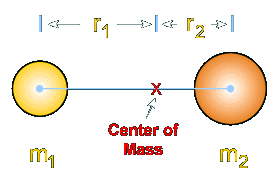 r₁ r₂
x
Center of
Mass
m₁ m₂